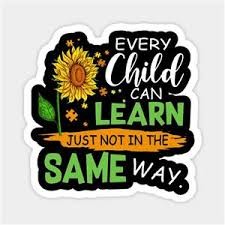 EVERY
Child
CAN
LEARN
JUST NOT IN THE
SAME WAY.